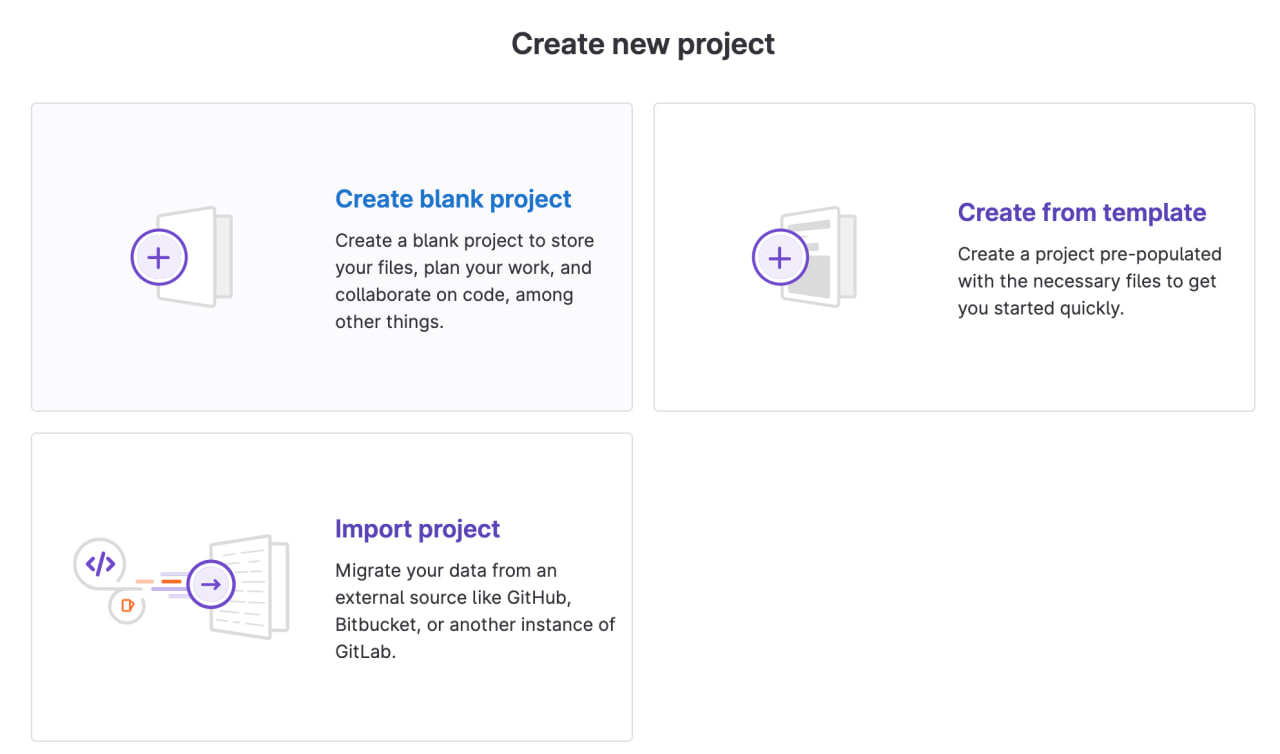 Create new project
Create blank project
Create a blank project to store
your files, plan your work, and
collaborate on code, among
other things.
Create from template
Create a project pre-populated
with the necessary files to get
you started quickly.
Import project
Migrate your data from an
external source like GitHub,
Bitbucket, or another instance of
GitLab.